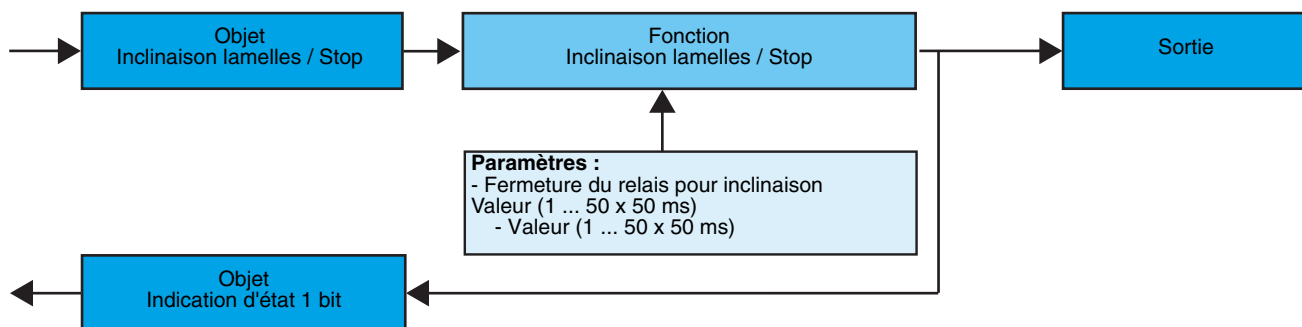 Objet
Inclinaison lamelles / Stop
Fonction
Inclinaison lamelles / Stop
Sortie
Paramètres :
- Fermeture du relais pour inclinaison
Valeur (1 ... 50 x 50 ms)
- Valeur (1 ... 50 x 50 ms)
Objet
Indication d'état 1 bit